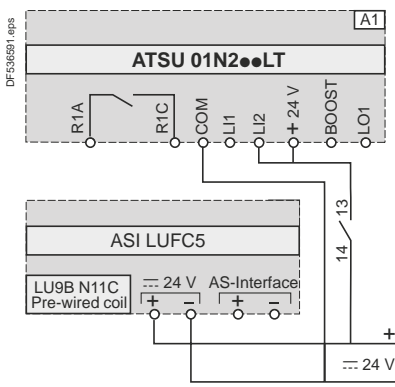 DF536591.eps
A1
ATSU 01N2●●LT
R1A
R1C
COM
LI1
LI2
+ 24 V
BOOST
LO1
13
14
ASI LUFC5
LU9B N11C
Pre-wired coil
⎓ 24 V
AS-Interface
+ – + –
+
⎓ 24 V